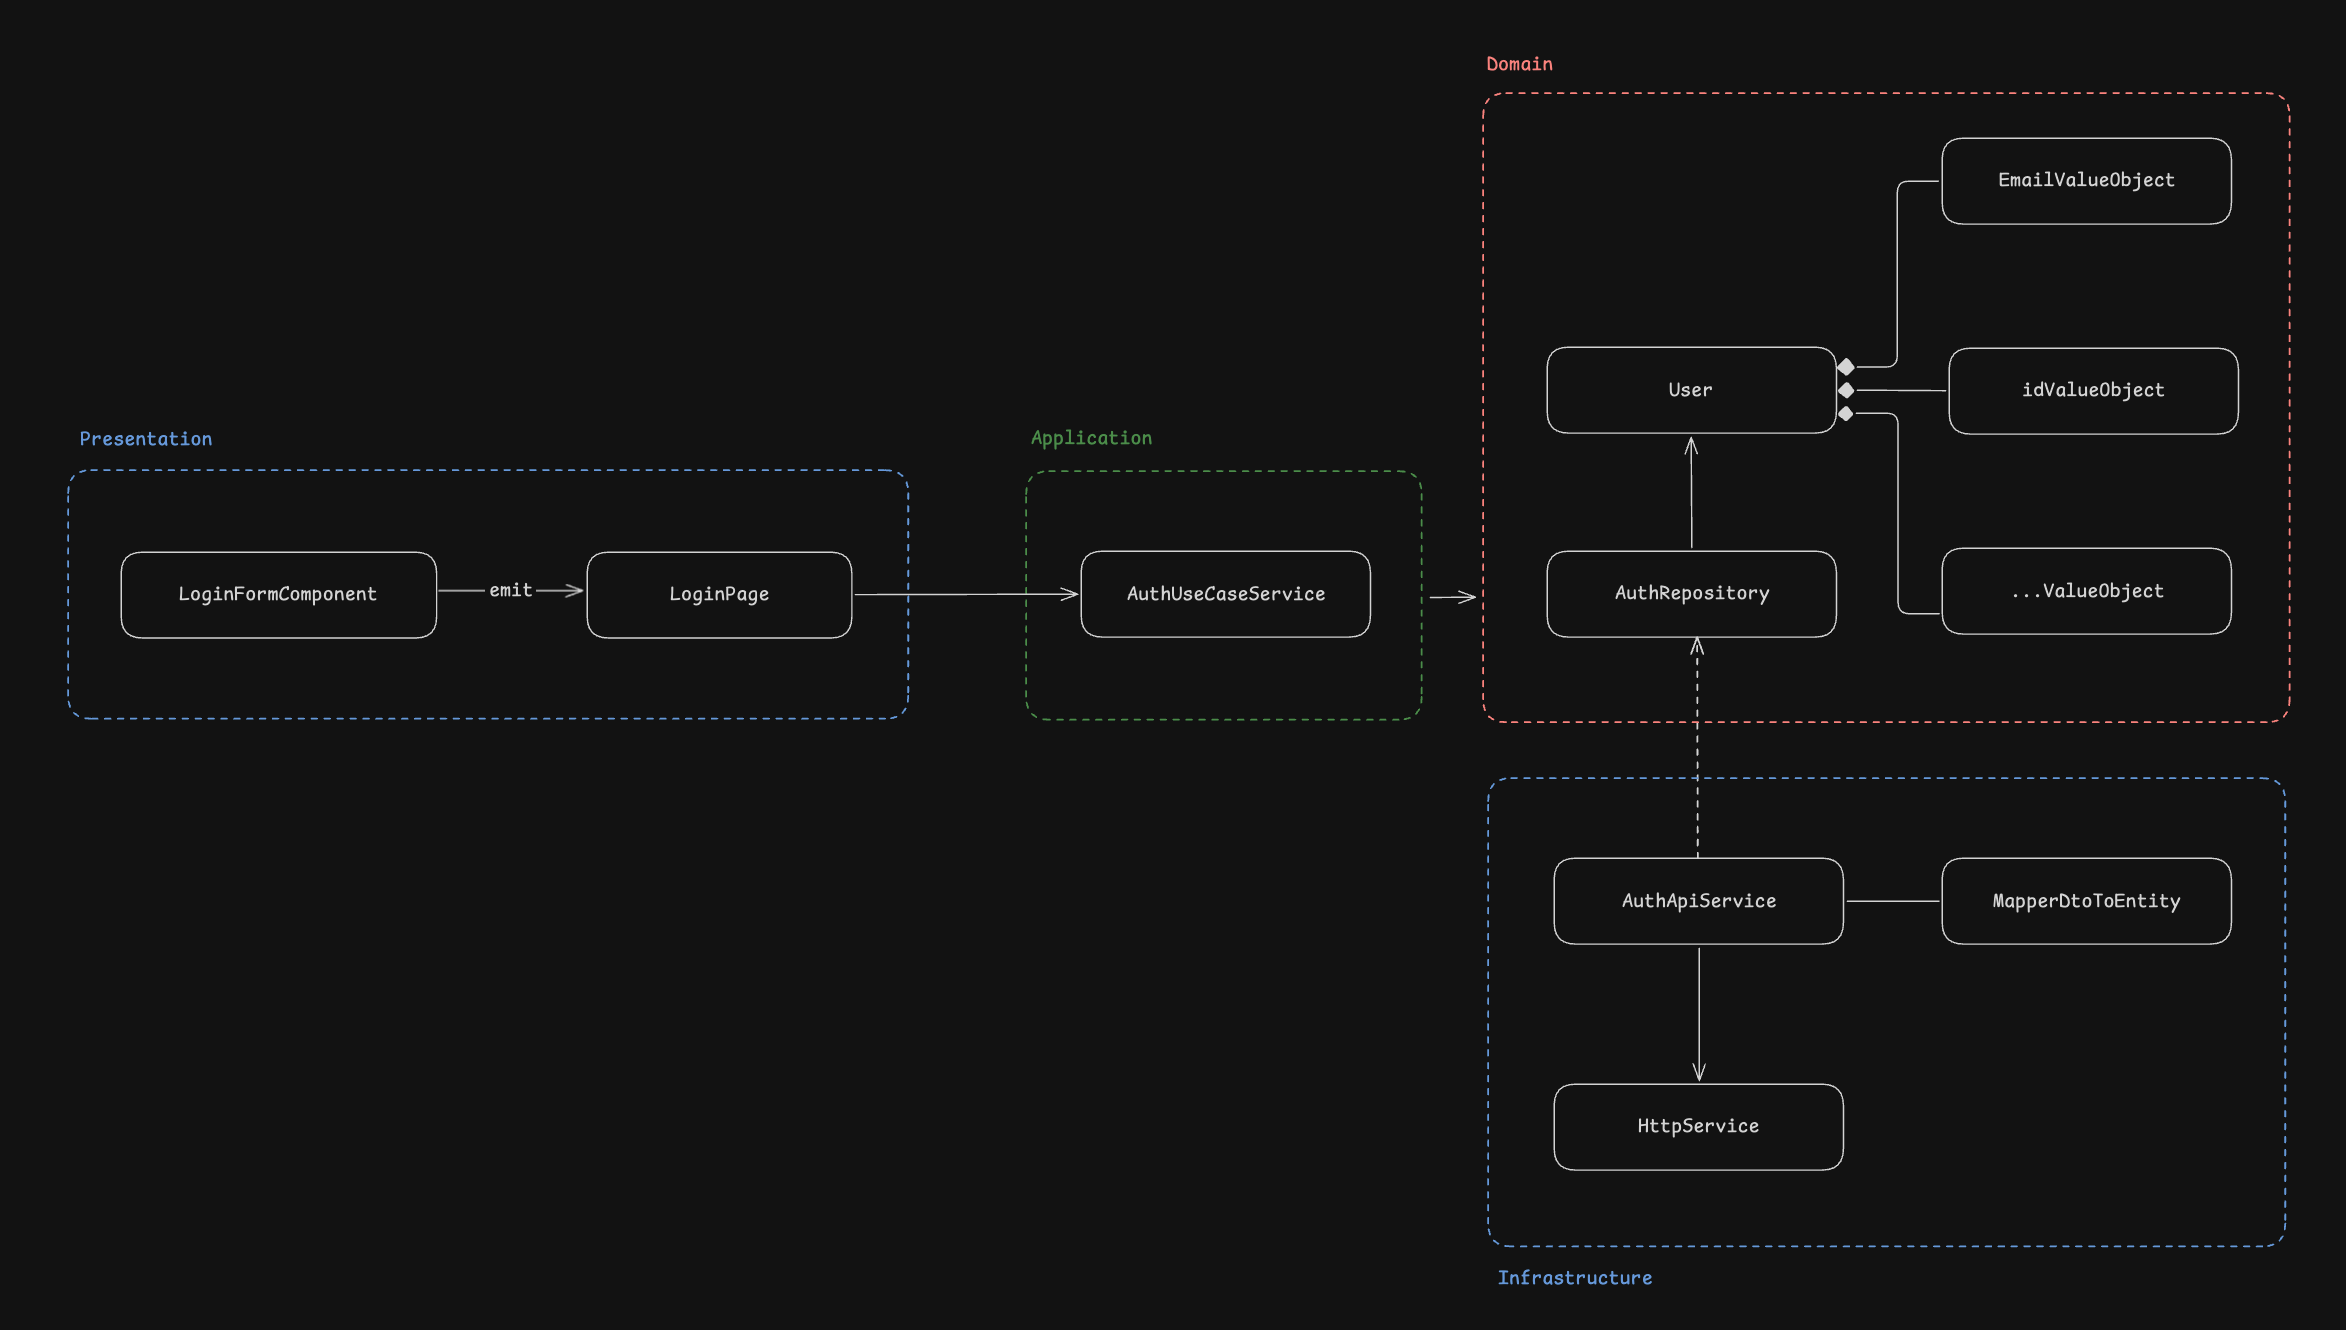 Domain
EmailValueObject
User
idValueObject
Presentation
Application
LoginFormComponent
emit
LoginPage
AuthUseCaseService
AuthRepository
...ValueObject
AuthApiService
MapperDtoToEntity
HttpService
Infrastructure